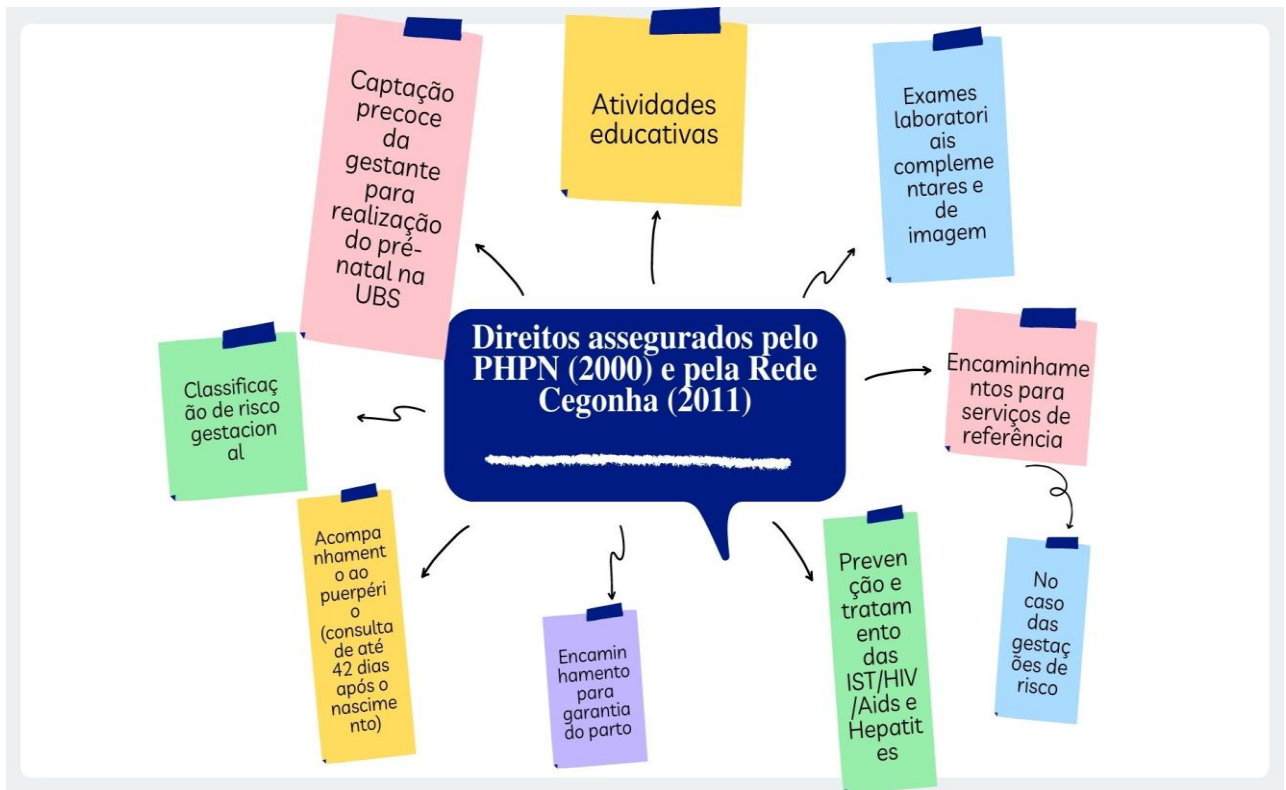 Captação
precoce
da
gestante
para
realização
do pré-
natal na
UBS
Atividades
educativas
Exames
laboratori
ais
compleme
ntares e
de
imagem
Direitos assegurados pelo
PHPN (2000) e pela Rede
Cegonha (2011)
Classificaç
ão de risco
gestacion
al
Encaminhame
ntos para
serviços de
referência
Acompa
nhament
o ao
puerpéri
o
(consulta
de até
42 dias
após o
nascime
nto)
Encamin
hamento
para
garantia
do parto
Preven
ção e
tratam
ento
das
IST/HIV
/Aids e
Hepatit
es
No
caso
das
gestaç
ões de
risco